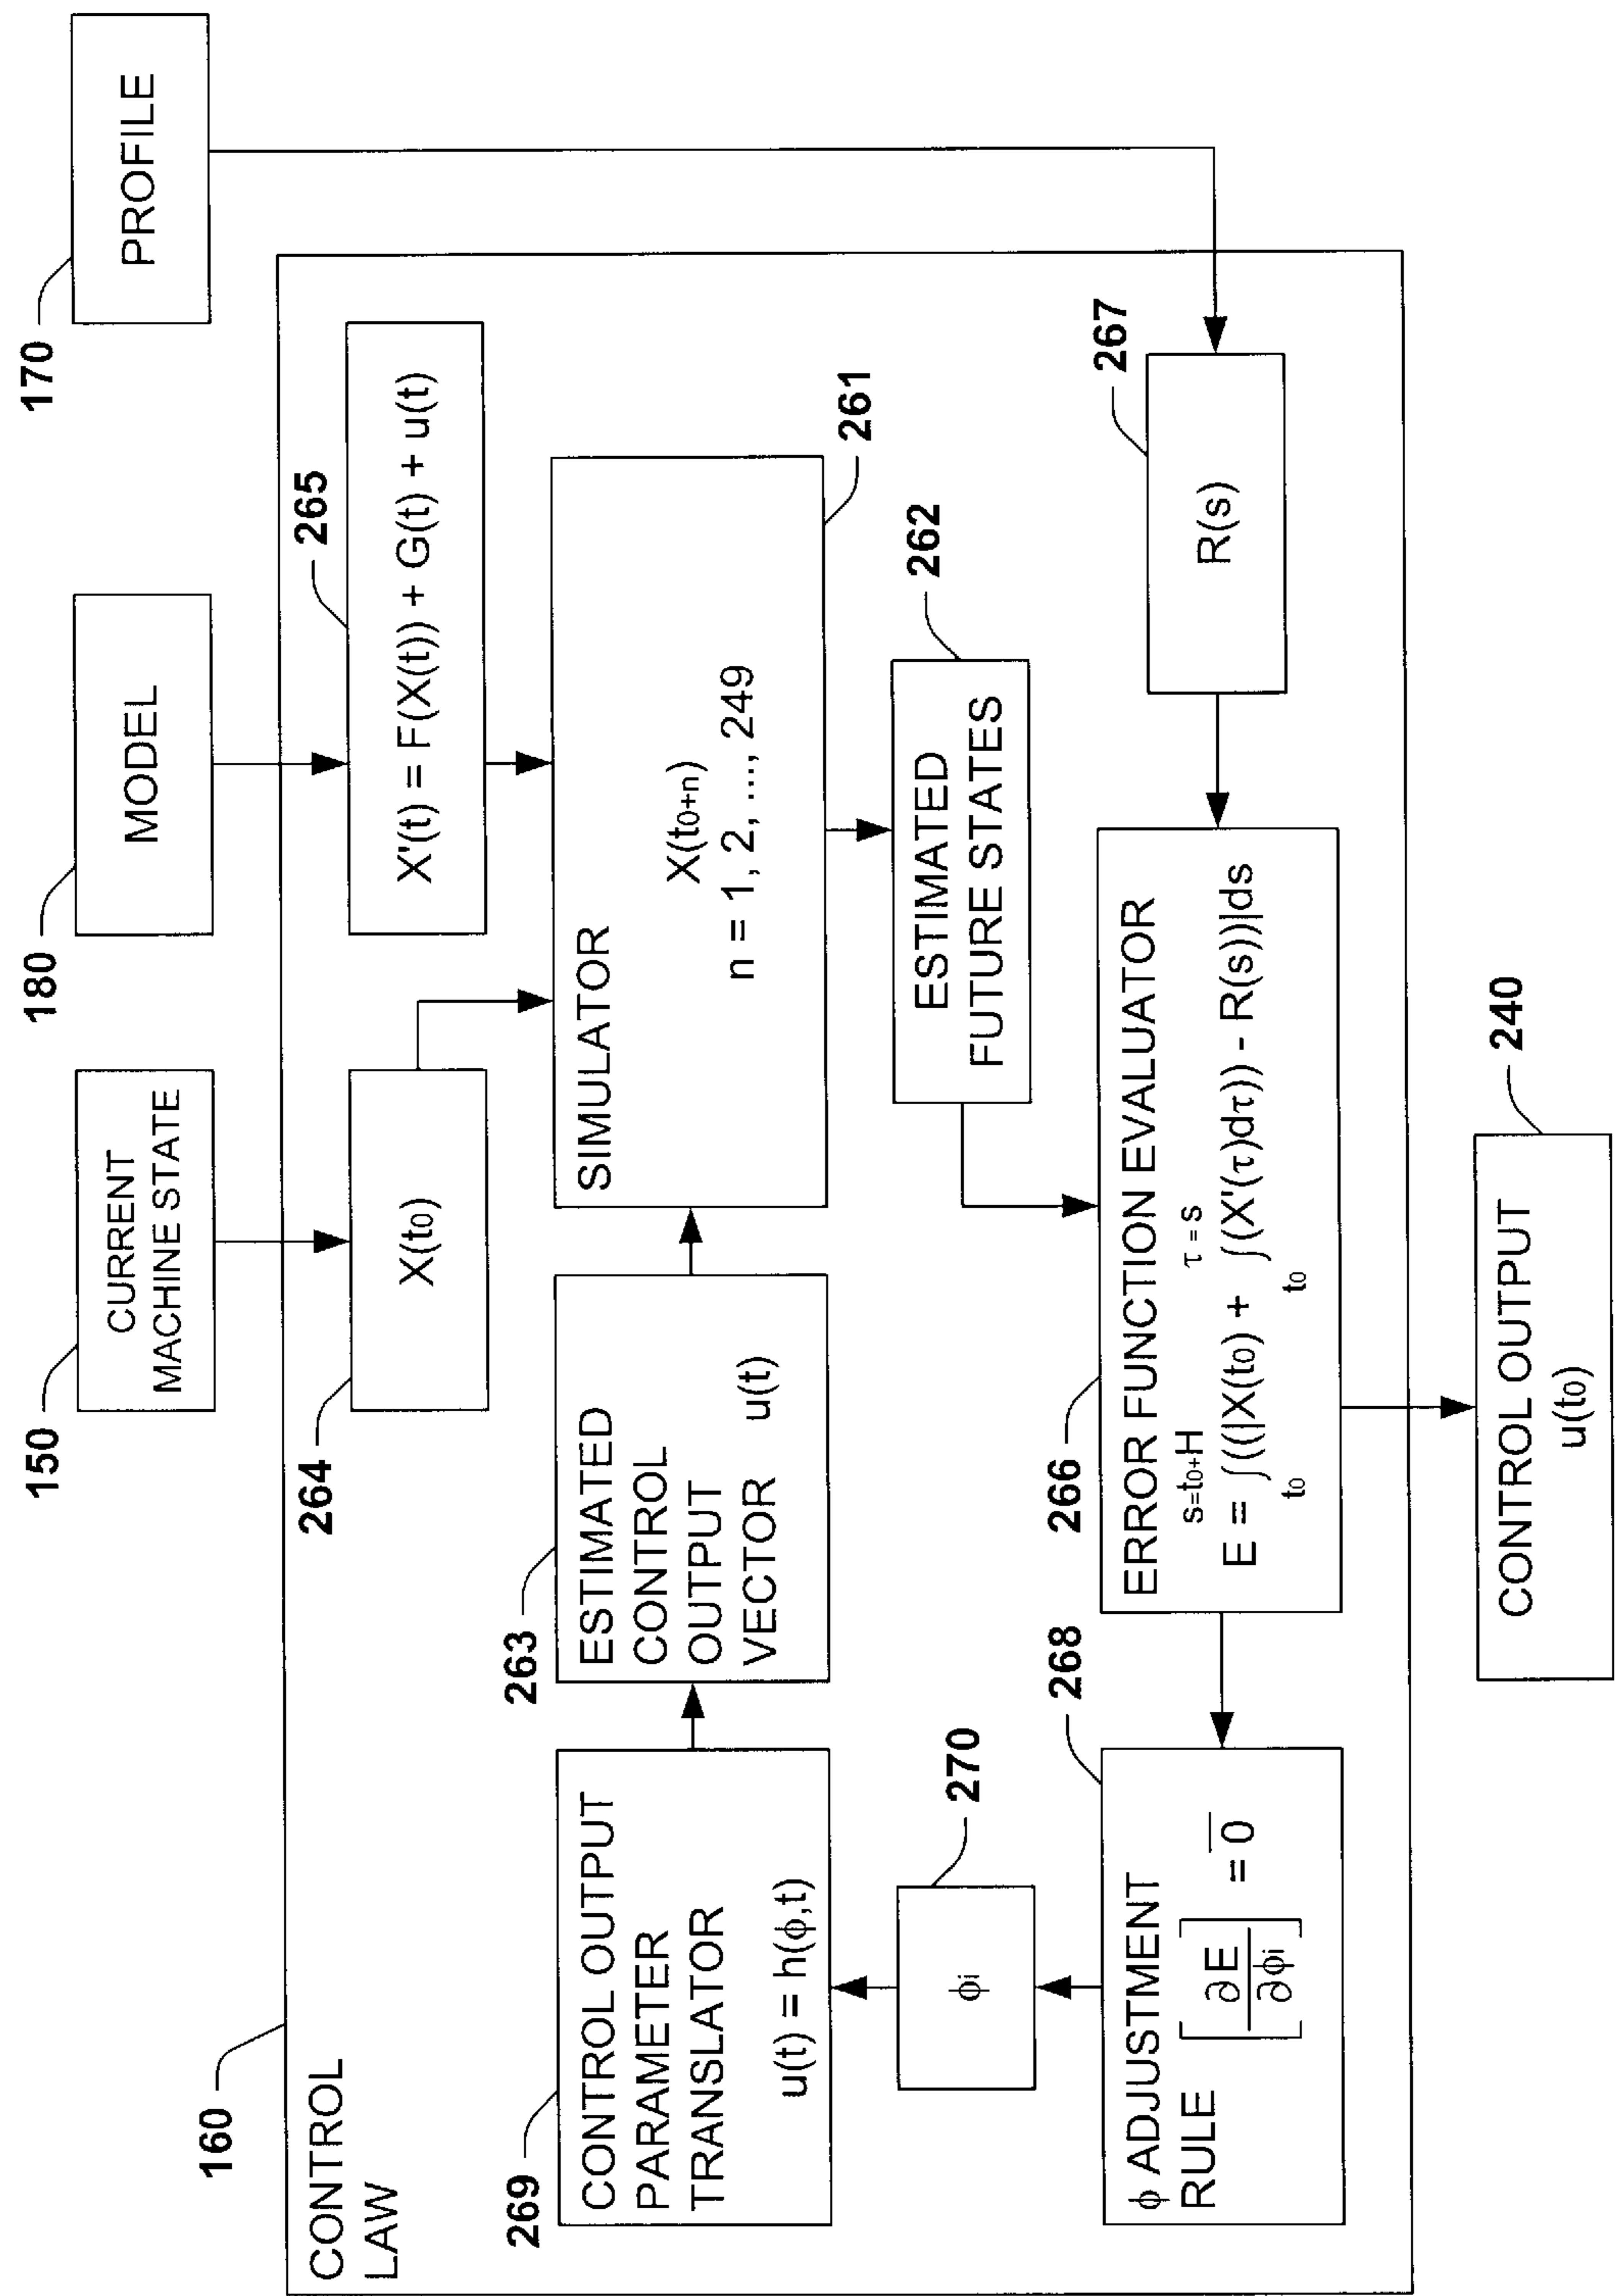 150
CURRENT
MACHINE STATE
180
MODEL
170
PROFILE
160
CONTROL
LAW
264
X(t0)
265
X'(t) = F(X(t)) + G(t) + u(t)
269
CONTROL OUTPUT
PARAMETER
TRANSLATOR
u(t) = h(ϕ,t)
263
ESTIMATED
CONTROL
OUTPUT
VECTOR u(t)
SIMULATOR
X(t0+n)
n = 1, 2, ..., 249
261
270
ϕi
262
ESTIMATED
FUTURE STATES
267
R(s)
268
ϕ ADJUSTMENT
RULE [∂E/∂ϕi] = 0̅
266
ERROR FUNCTION EVALUATOR
s=t0+H τ = s
E = ∫(((|X(t0) + ∫(X'(τ)dτ)) - R(s))|ds
t0 t0
240
CONTROL OUTPUT
u(t0)